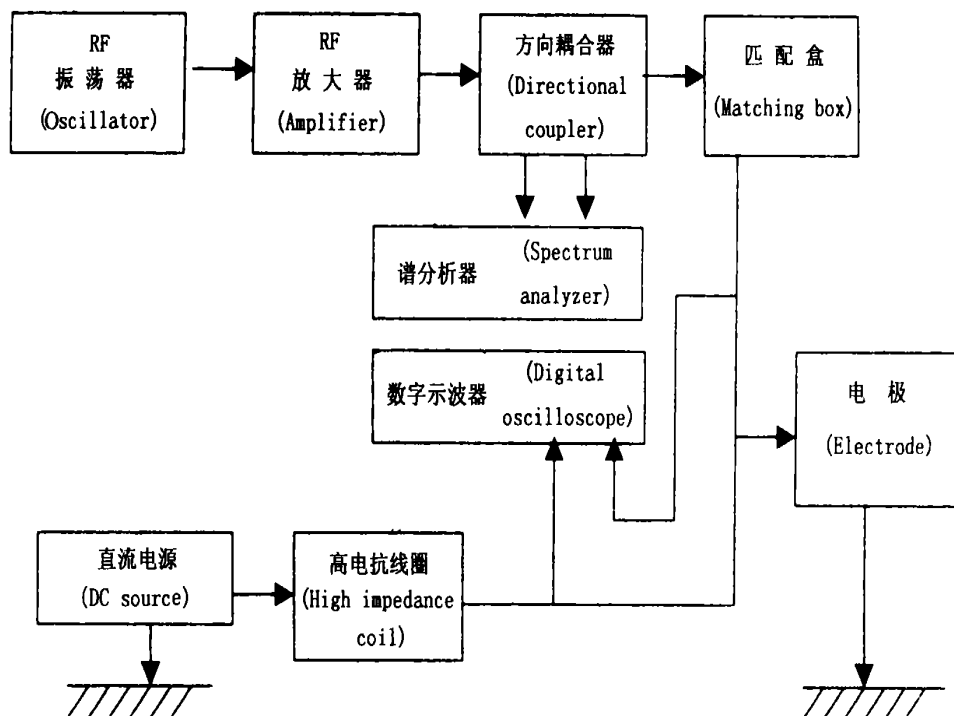 RF
振 荡 器
(Oscillator)
RF
放 大 器
(Amplifier)
方向耦合器
(Directional
coupler)
匹 配 盒
(Matching box)
谱分析器
(Spectrum
analyzer)
数字示波器
(Digital
oscilloscope)
电 极
(Electrode)
直流电源
(DC source)
高电抗线圈
(High impedance
coil)